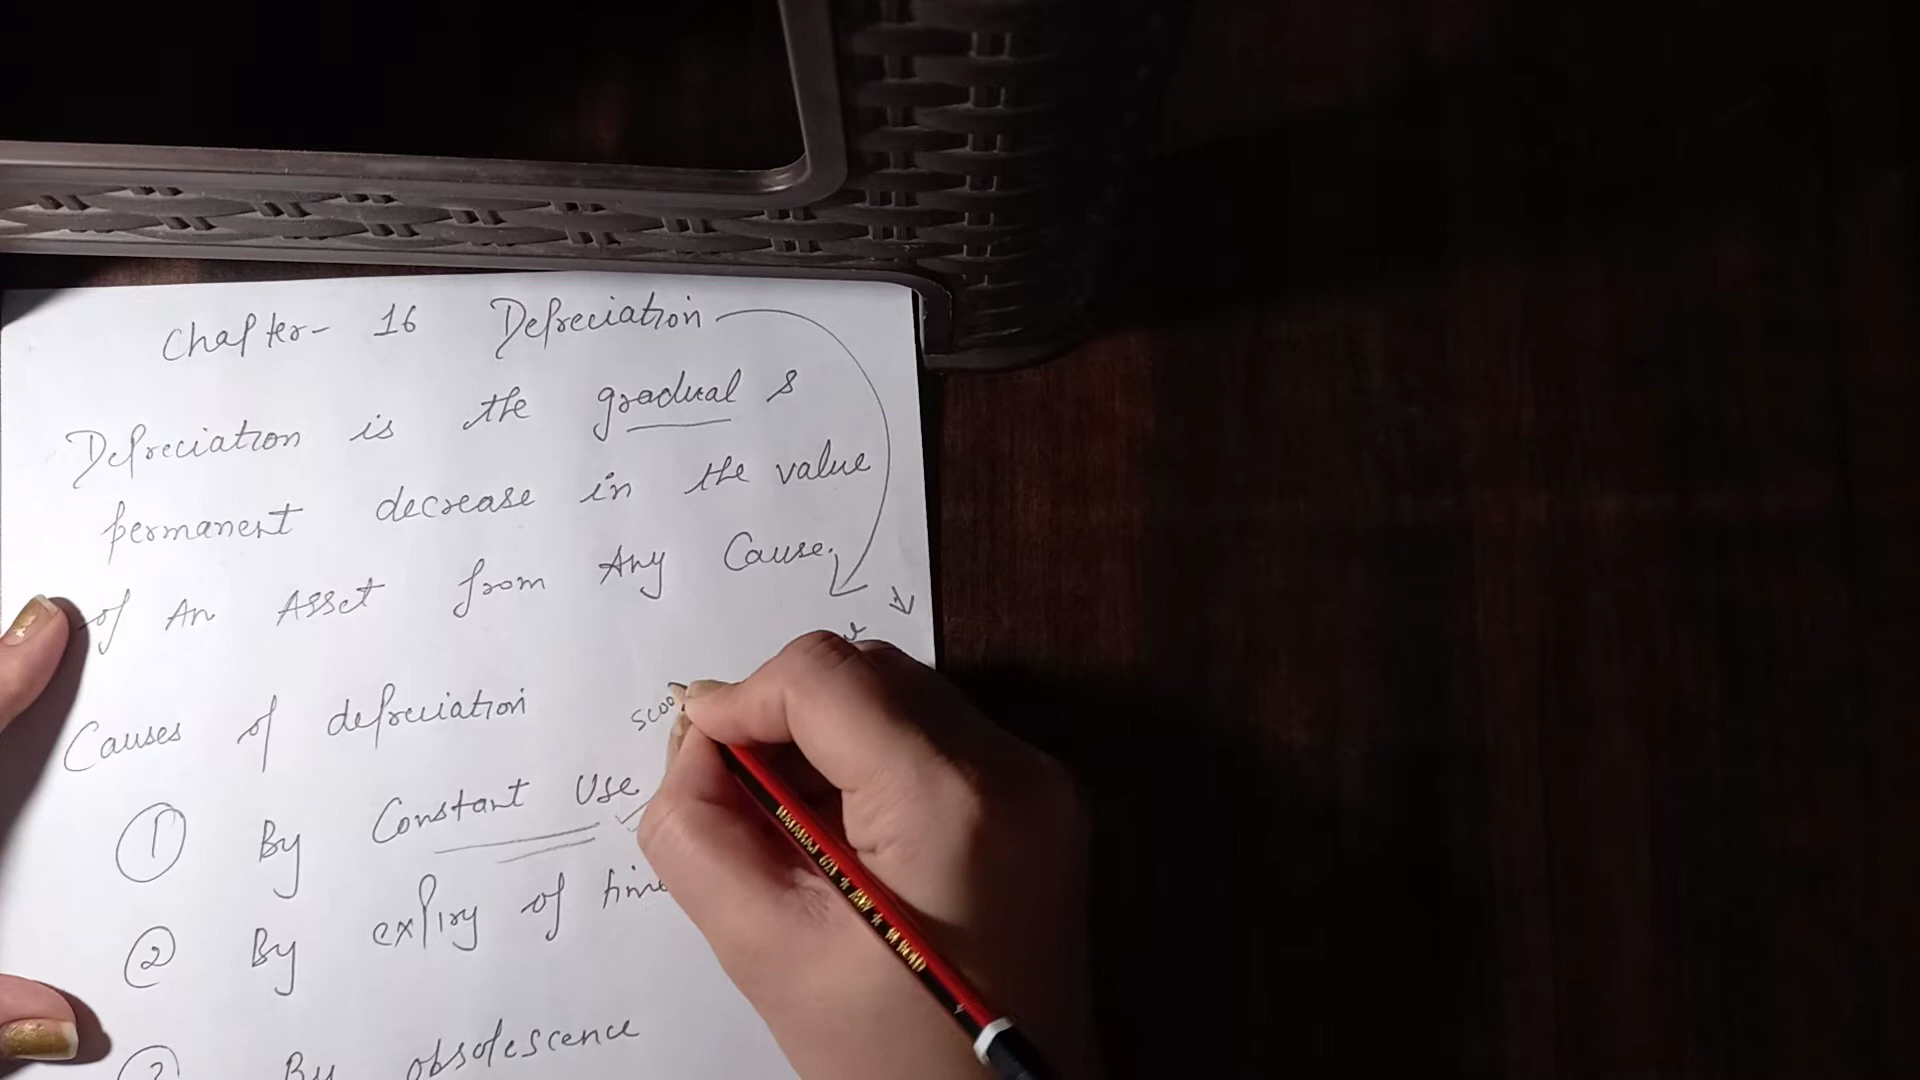 Chapter- 16 Depreciation
Depreciation is the gradual &
permanent decrease in the value
of An Asset from Any Cause.
Causes of depreciation
① By Constant Use
② By expiry of time
By obsolescence